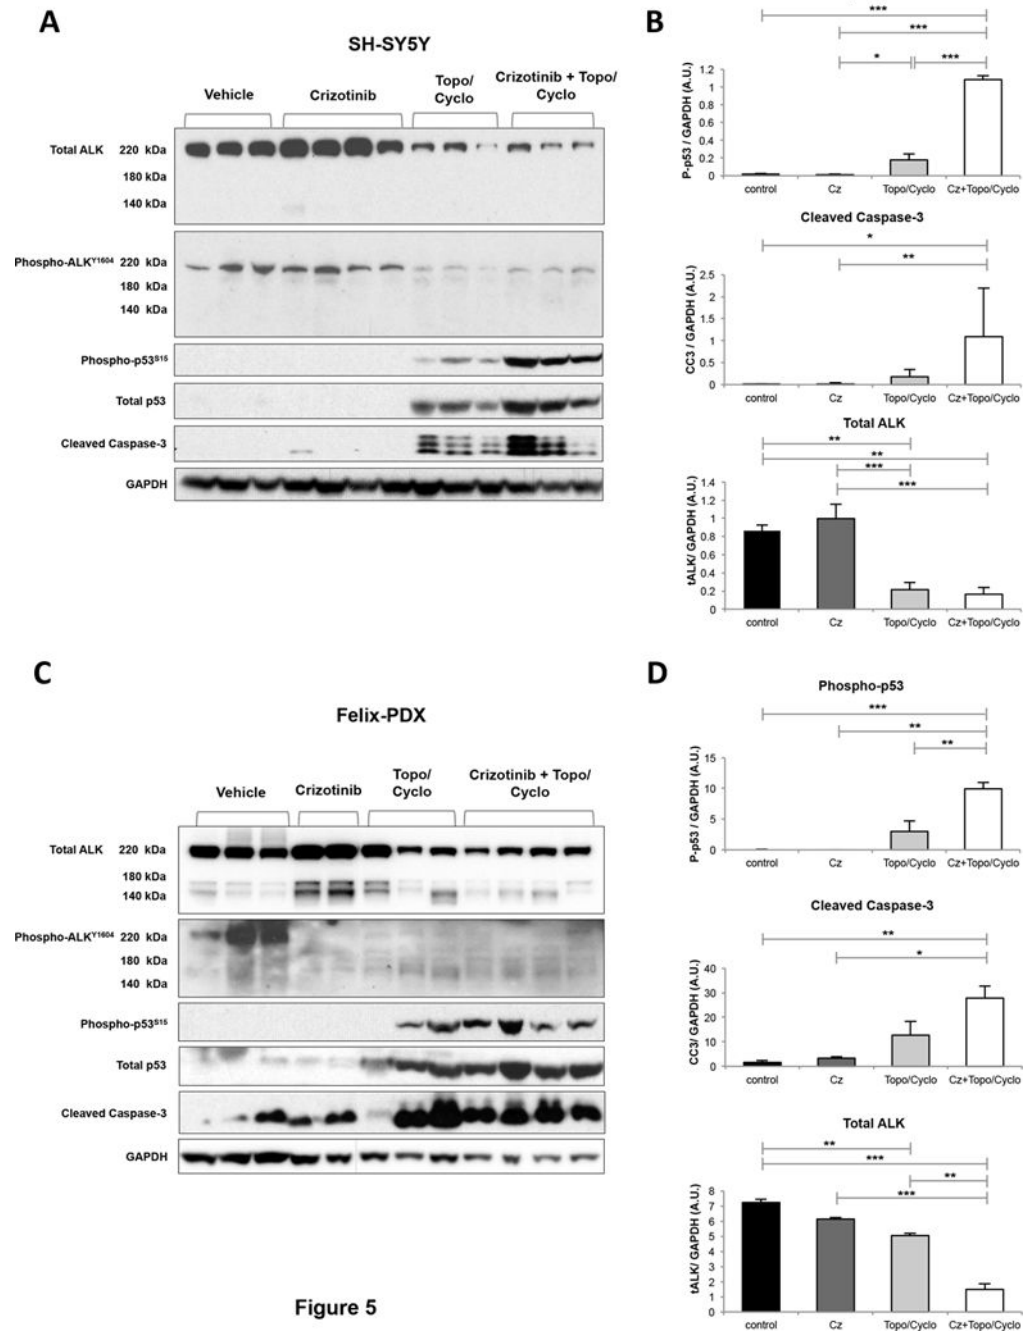 A
SH-SY5Y
Vehicle
Crizotinib
Topo/
Cyclo
Crizotinib + Topo/
Cyclo
Total ALK 220 kDa
180 kDa
140 kDa
Phospho-ALKY1604 220 kDa
180 kDa
140 kDa
Phospho-p53S15
Total p53
Cleaved Caspase-3
GAPDH
B
***
***
* ***
P-p53 / GAPDH (A.U.)
1.2
1
0.8
0.6
0.4
0.2
0
control Cz Topo/Cyclo Cz+Topo/Cyclo
Cleaved Caspase-3
*
**
CC3 / GAPDH (A.U.)
2.5
2
1.5
1
0.5
0
control Cz Topo/Cyclo Cz+Topo/Cyclo
Total ALK
**
**
***
***
tALK/ GAPDH (A.U.)
1.4
1.2
1
0.8
0.6
0.4
0.2
0
control Cz Topo/Cyclo Cz+Topo/Cyclo
C
Felix-PDX
Vehicle
Crizotinib
Topo/
Cyclo
Crizotinib + Topo/
Cyclo
Total ALK 220 kDa
180 kDa
140 kDa
Phospho-ALKY1604 220 kDa
180 kDa
140 kDa
Phospho-p53S15
Total p53
Cleaved Caspase-3
GAPDH
D
Phospho-p53
***
**
**
P-p53 / GAPDH (A.U.)
15
10
5
0
control Cz Topo/Cyclo Cz+Topo/Cyclo
Cleaved Caspase-3
**
*
CC3/ GAPDH (A.U.)
40
30
20
10
0
control Cz Topo/Cyclo Cz+Topo/Cyclo
Total ALK
**
***
**
***
tALK/ GAPDH (A.U.)
8
7
6
5
4
3
2
1
0
control Cz Topo/Cyclo Cz+Topo/Cyclo
Figure 5